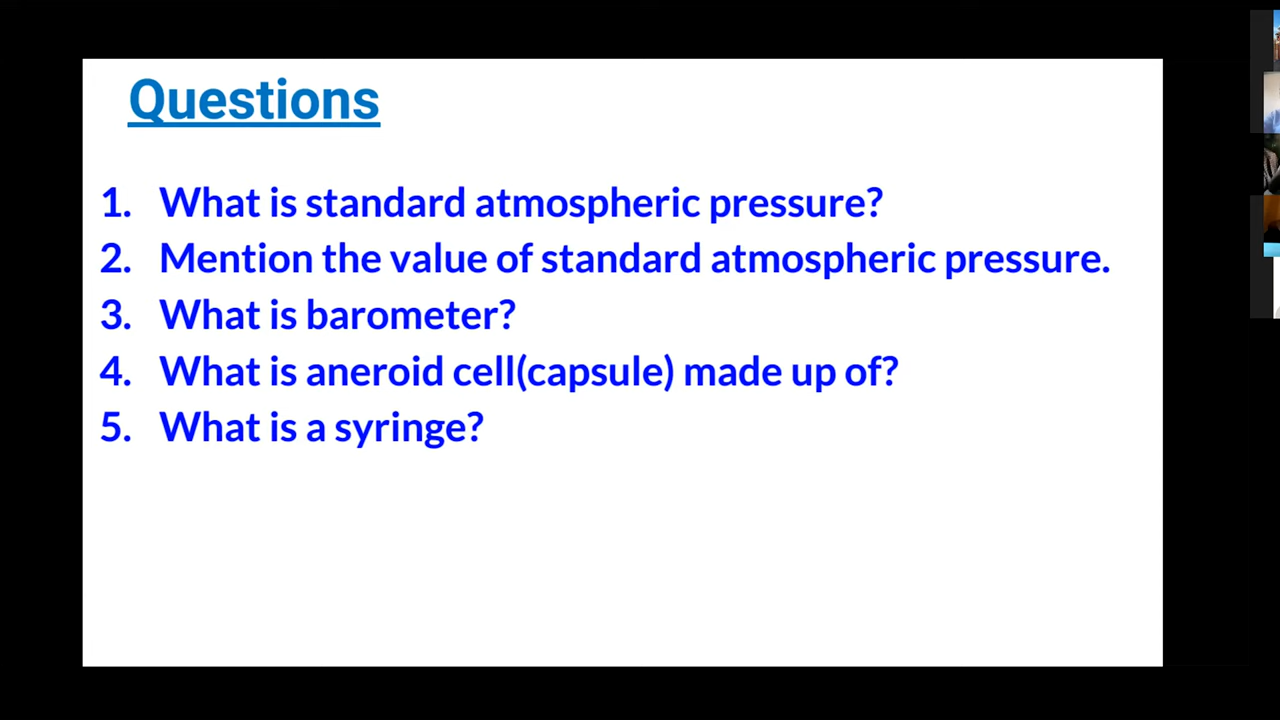 Questions
1. What is standard atmospheric pressure?
2. Mention the value of standard atmospheric pressure.
3. What is barometer?
4. What is aneroid cell(capsule) made up of?
5. What is a syringe?